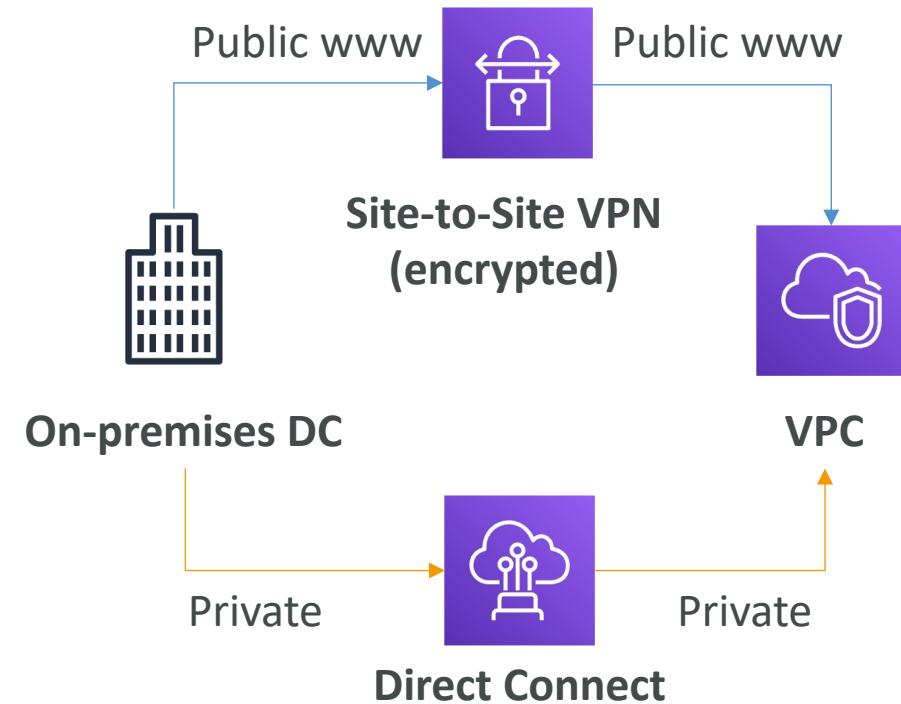 Public www
Public www
Site-to-Site VPN
(encrypted)
On-premises DC
VPC
Private
Private
Direct Connect